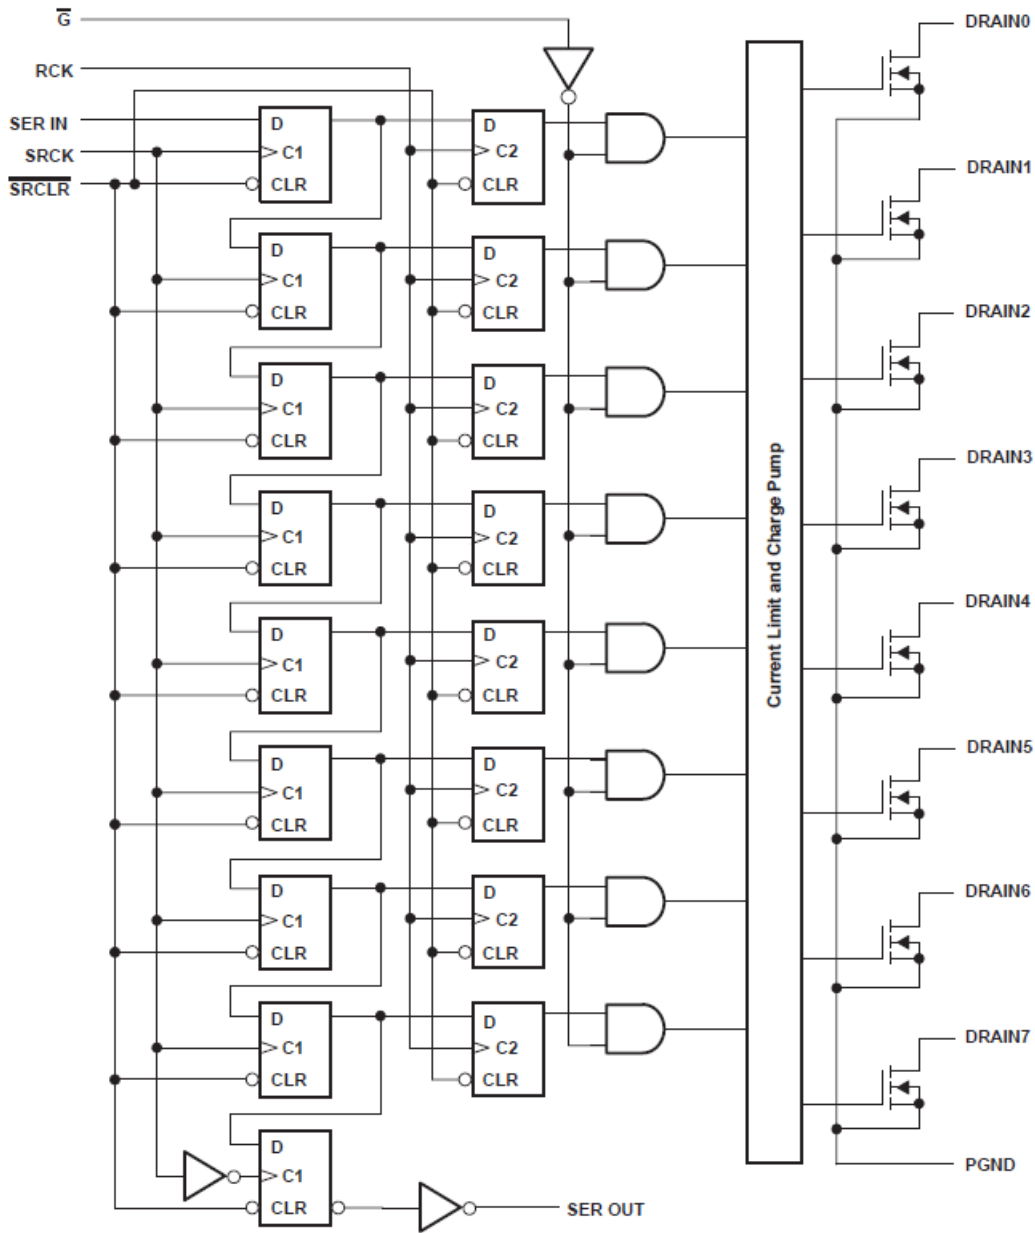 G
DRAIN0
RCK
SER IN
D
D
SRCK
C1
C2
DRAIN1
SRCLR
CLR
CLR
D
D
C1
C2
CLR
CLR
DRAIN2
D
D
C1
C2
CLR
CLR
DRAIN3
D
D
C1
C2
CLR
CLR
Current Limit and Charge Pump
DRAIN4
D
D
C1
C2
CLR
CLR
DRAIN5
D
D
C1
C2
CLR
CLR
DRAIN6
D
D
C1
C2
CLR
CLR
D
D
DRAIN7
C1
C2
CLR
CLR
D
C1
PGND
CLR
SER OUT